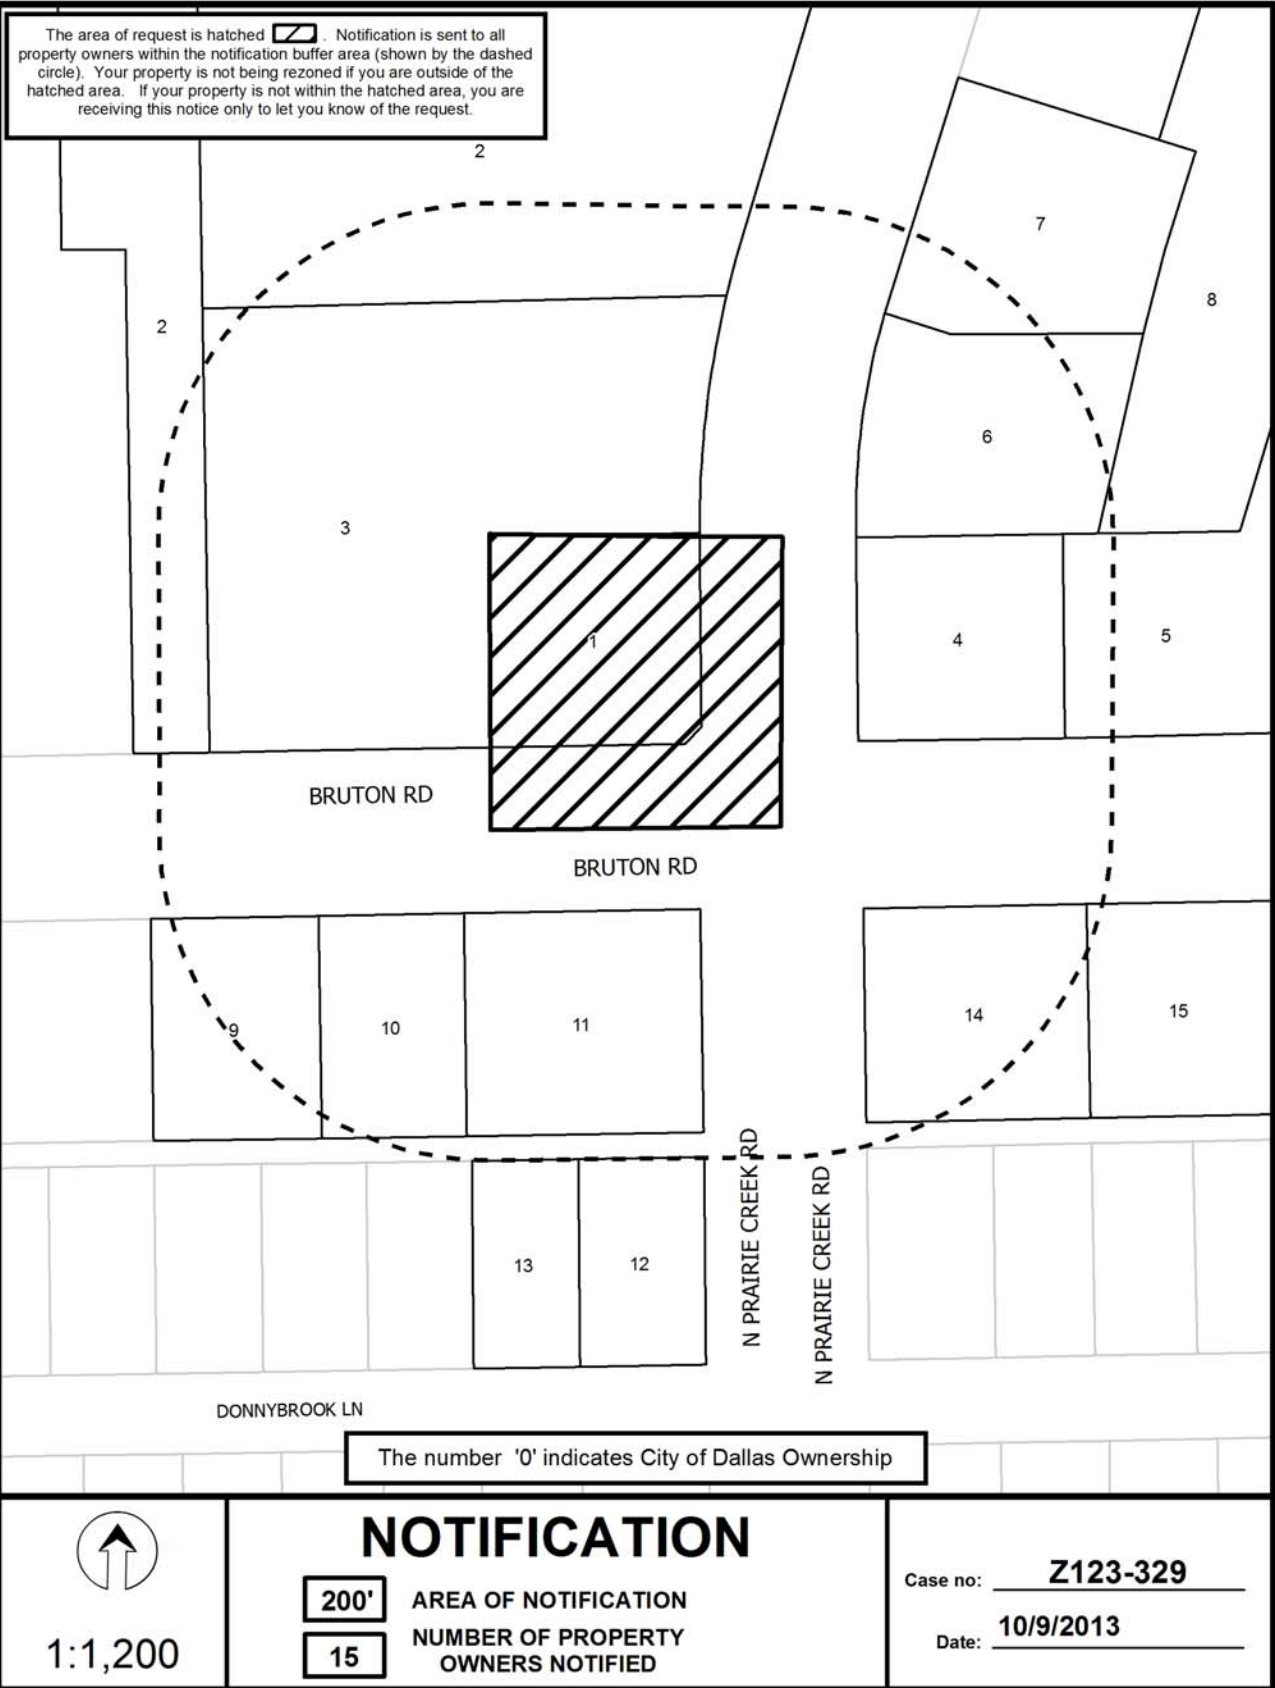 The area of request is hatched . Notification is sent to all
property owners within the notification buffer area (shown by the dashed
circle). Your property is not being rezoned if you are outside of the
hatched area. If your property is not within the hatched area, you are
receiving this notice only to let you know of the request.
2
7
8
2
6
3
1
4
5
BRUTON RD
BRUTON RD
9
10
11
14
15
13
12
N PRAIRIE CREEK RD
N PRAIRIE CREEK RD
DONNYBROOK LN
The number '0' indicates City of Dallas Ownership
1:1,200
NOTIFICATION
200' AREA OF NOTIFICATION
15 NUMBER OF PROPERTY
OWNERS NOTIFIED
Case no: Z123-329
Date: 10/9/2013